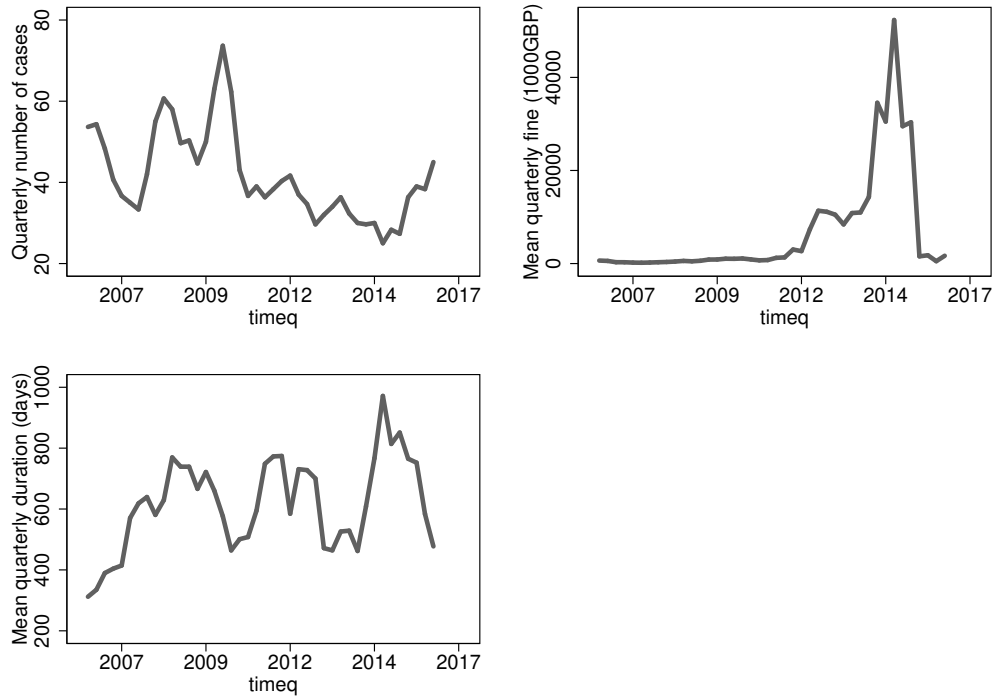 Quarterly number of cases
80
60
40
20
2007 2009 2012 2014 2017
timeq
Mean quarterly fine (1000GBP)
40000
20000
0
2007 2009 2012 2014 2017
timeq
Mean quarterly duration (days)
1000
800
600
400
200
2007 2009 2012 2014 2017
timeq